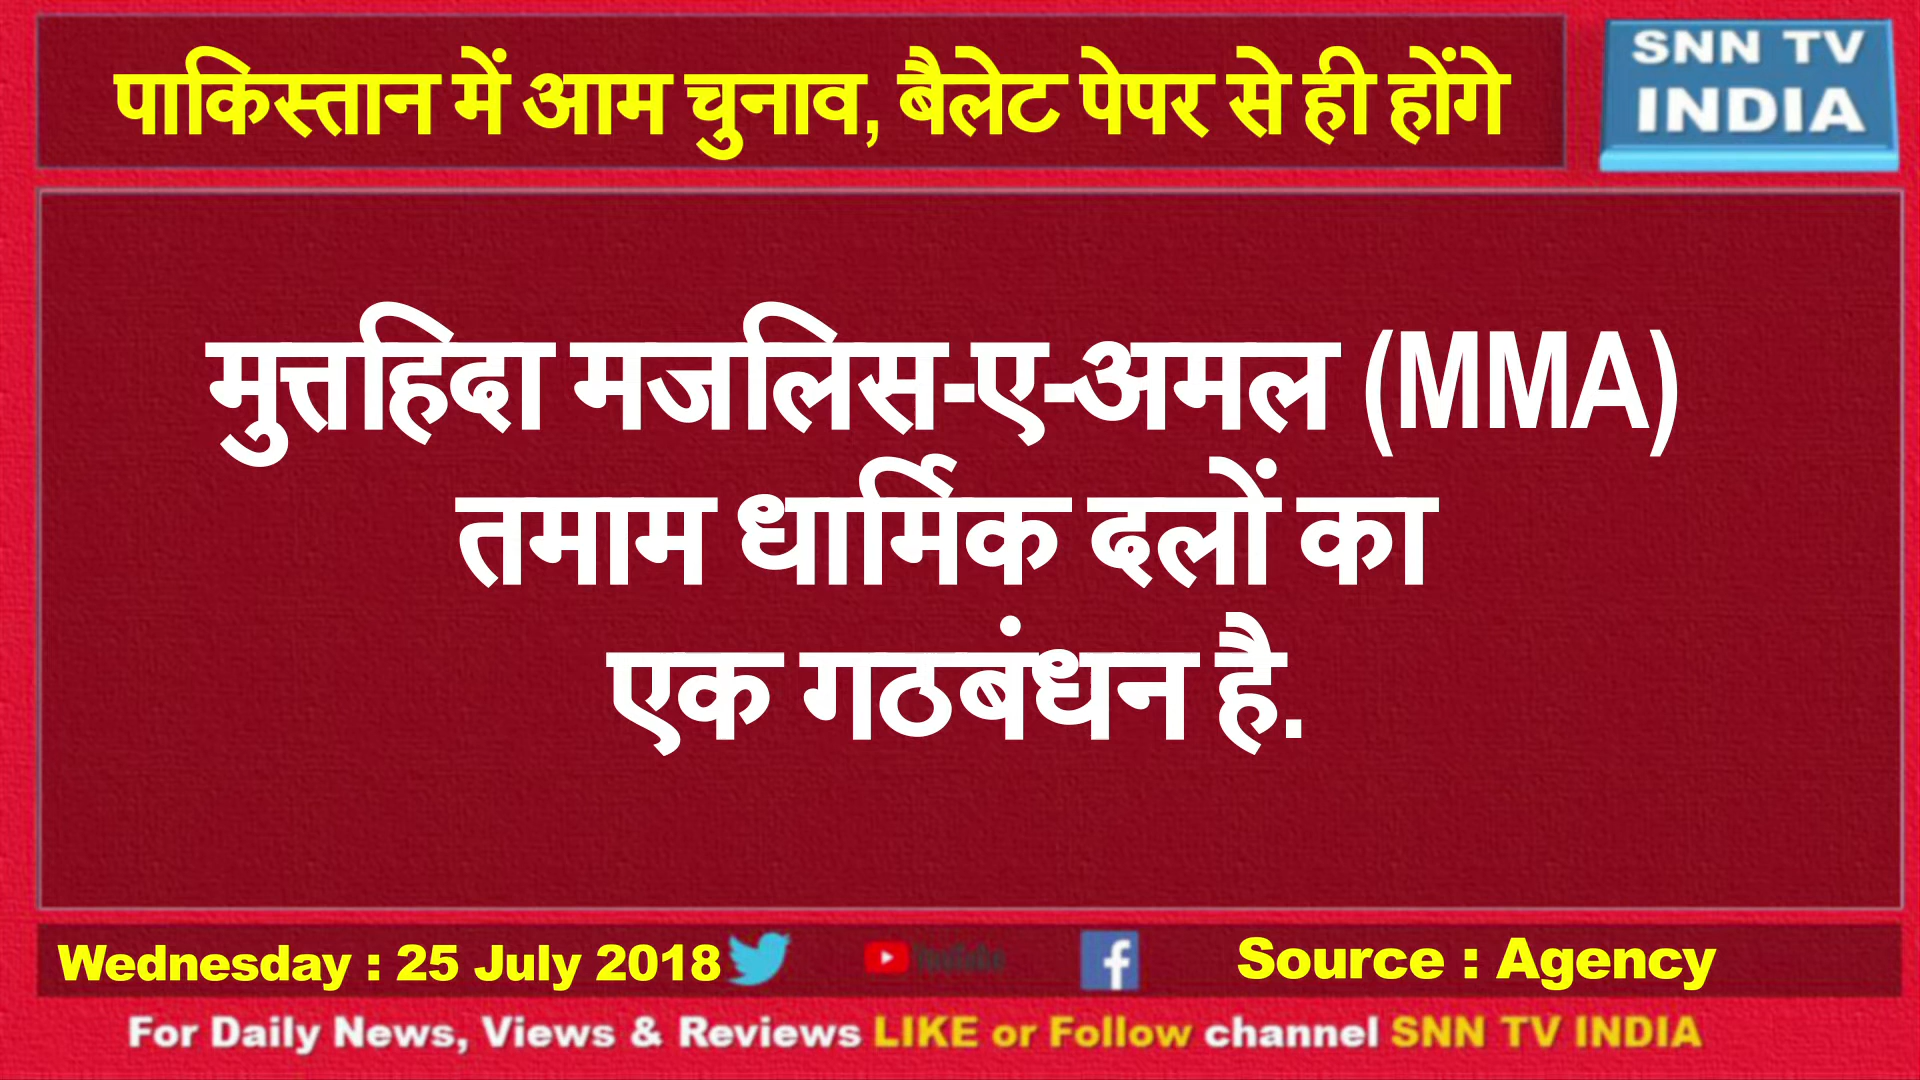 पाकिस्तान में आम चुनाव, बैलेट पेपर से ही होंगे
SNN TV
INDIA
मुत्तहिदा मजलिस-ए-अमल (MMA)
तमाम धार्मिक दलों का
एक गठबंधन है.
Wednesday : 25 July 2018 YouTube Source : Agency
For Daily News, Views & Reviews LIKE or Follow channel SNN TV INDIA